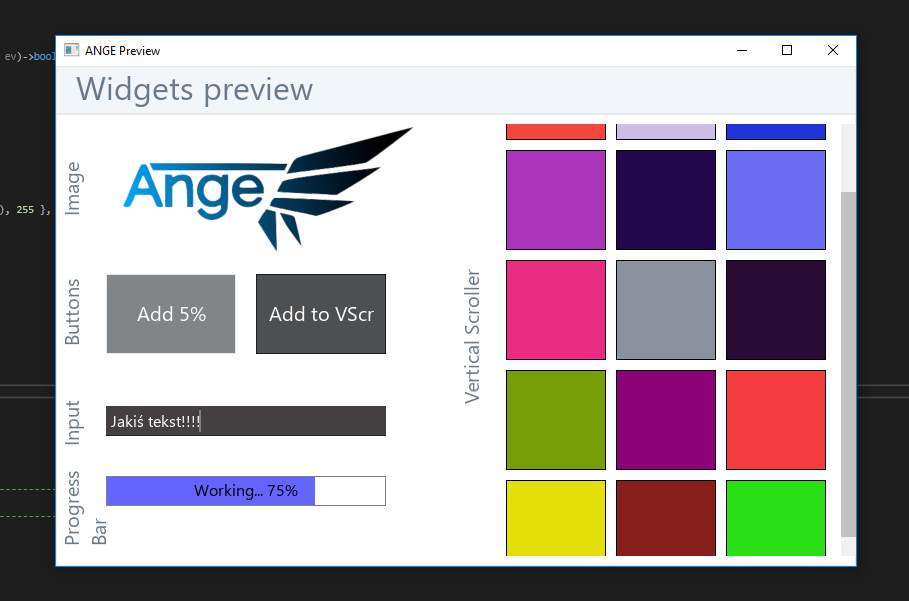 ev)->bool
), 255 },
ANGE Preview
Widgets preview
Image
Ange
Buttons
Add 5%
Add to VScr
Input
Jakiś tekst!!!!
Progress
Bar
Working... 75%
Vertical Scroller